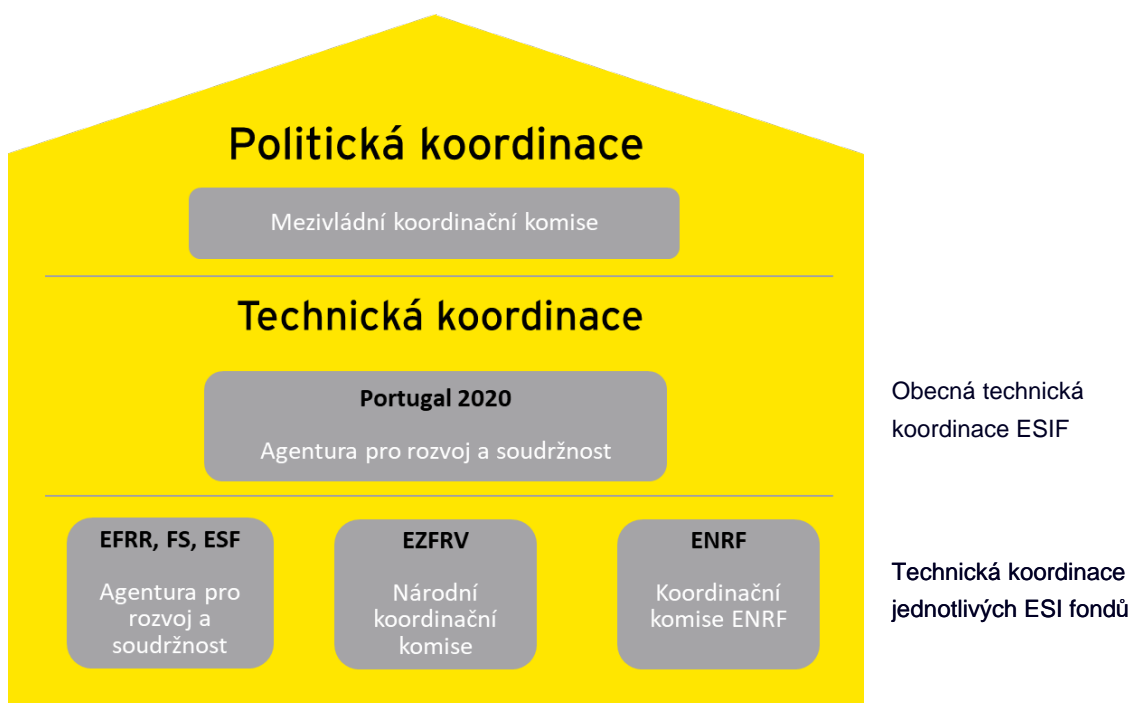 Politická koordinace
Mezivládní koordinační komise
Technická koordinace
Portugal 2020
Agentura pro rozvoj a soudržnost
Obecná technická
koordinace ESIF
EFRR, FS, ESF
Agentura pro
rozvoj a
soudržnost
EZFRV
Národní
koordinační
komise
ENRF
Koordinační
komise ENRF
Technická koordinace
jednotlivých ESI fondů